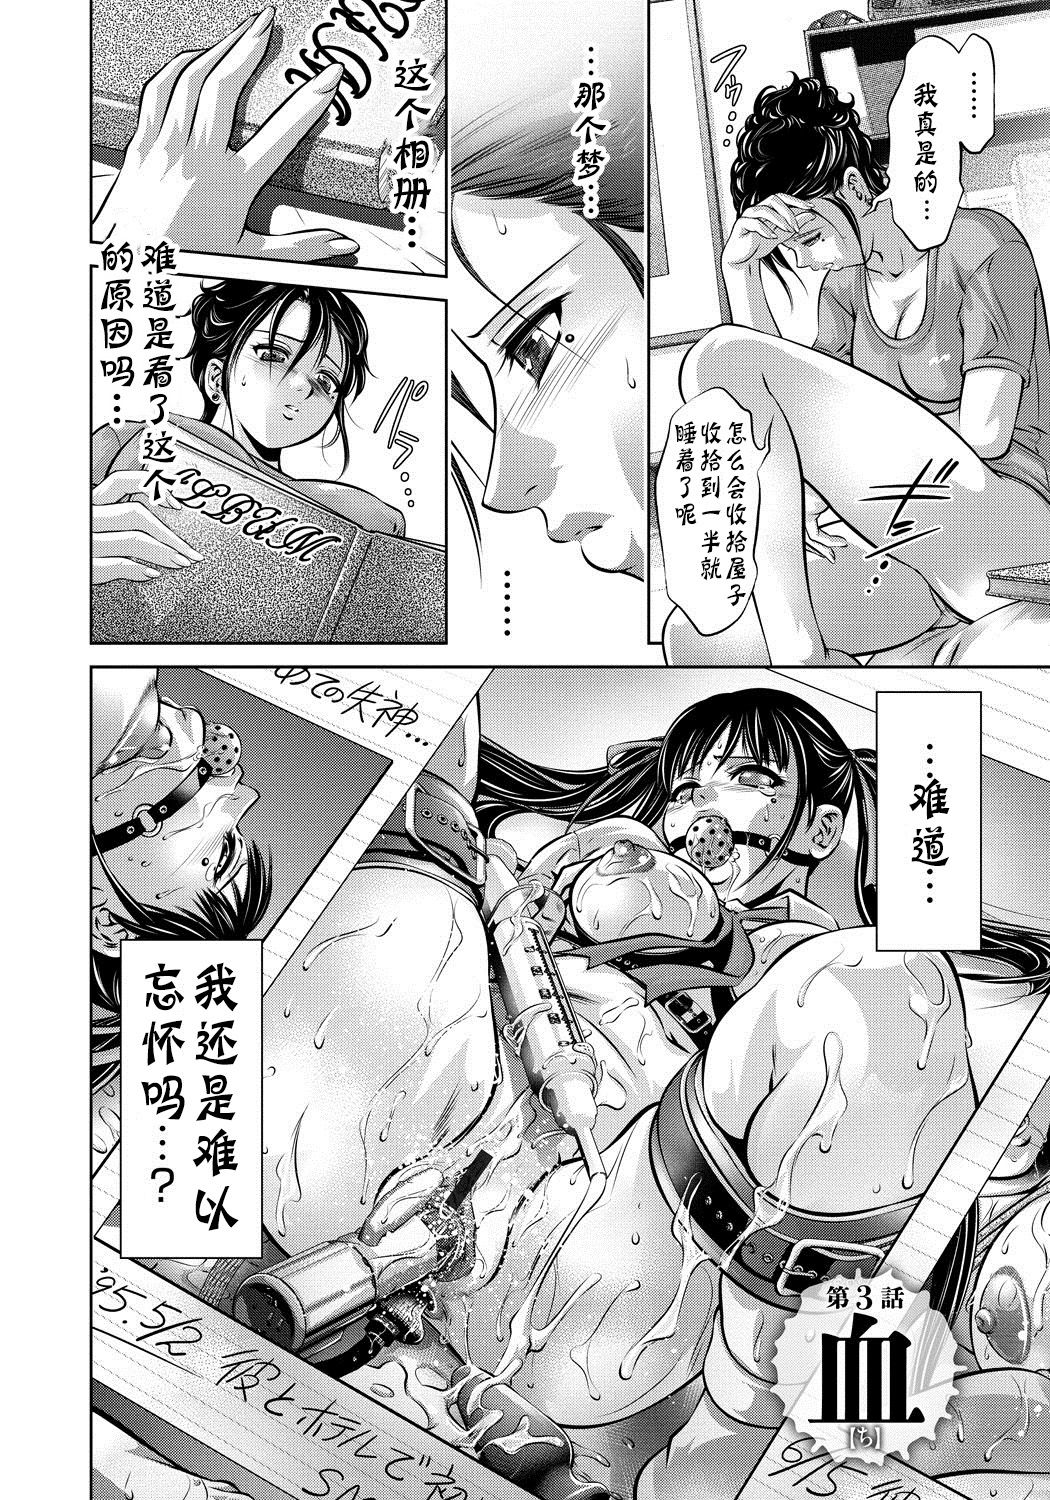 ……
我真是的…
フゥ…
怎么会收拾屋子
收拾到一半就
睡着了呢
…那个梦…
……
这个相册…
ALBUM
パラ…
难道是看了这个
的原因吗…
…难道…
めての失神…
我还是难以
忘怀吗……?
'95.5/2 彼とホテルで初
SM
6/5
第3話
血
【ち】